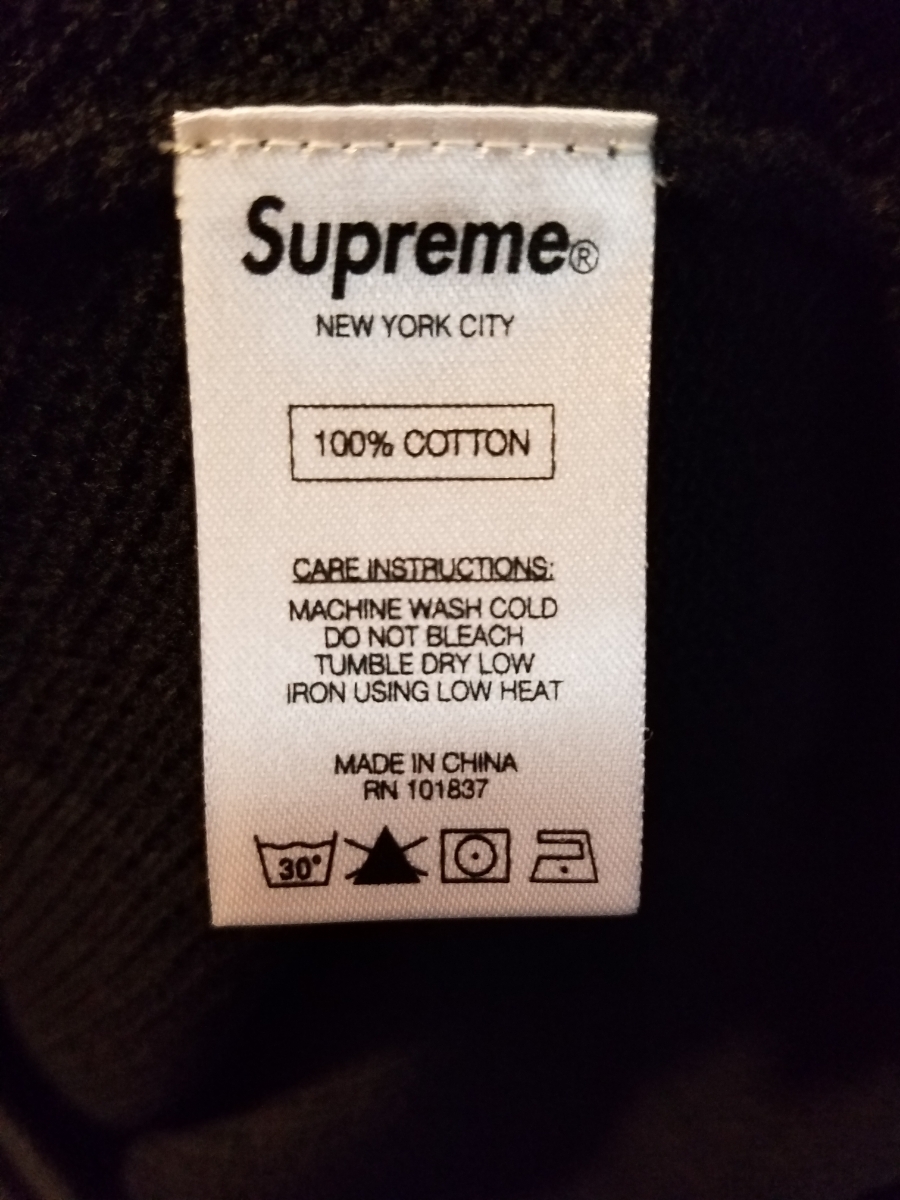 Supreme®
NEW YORK CITY
100% COTTON
CARE INSTRUCTIONS:
MACHINE WASH COLD
DO NOT BLEACH
TUMBLE DRY LOW
IRON USING LOW HEAT
MADE IN CHINA
RN 101837
30°